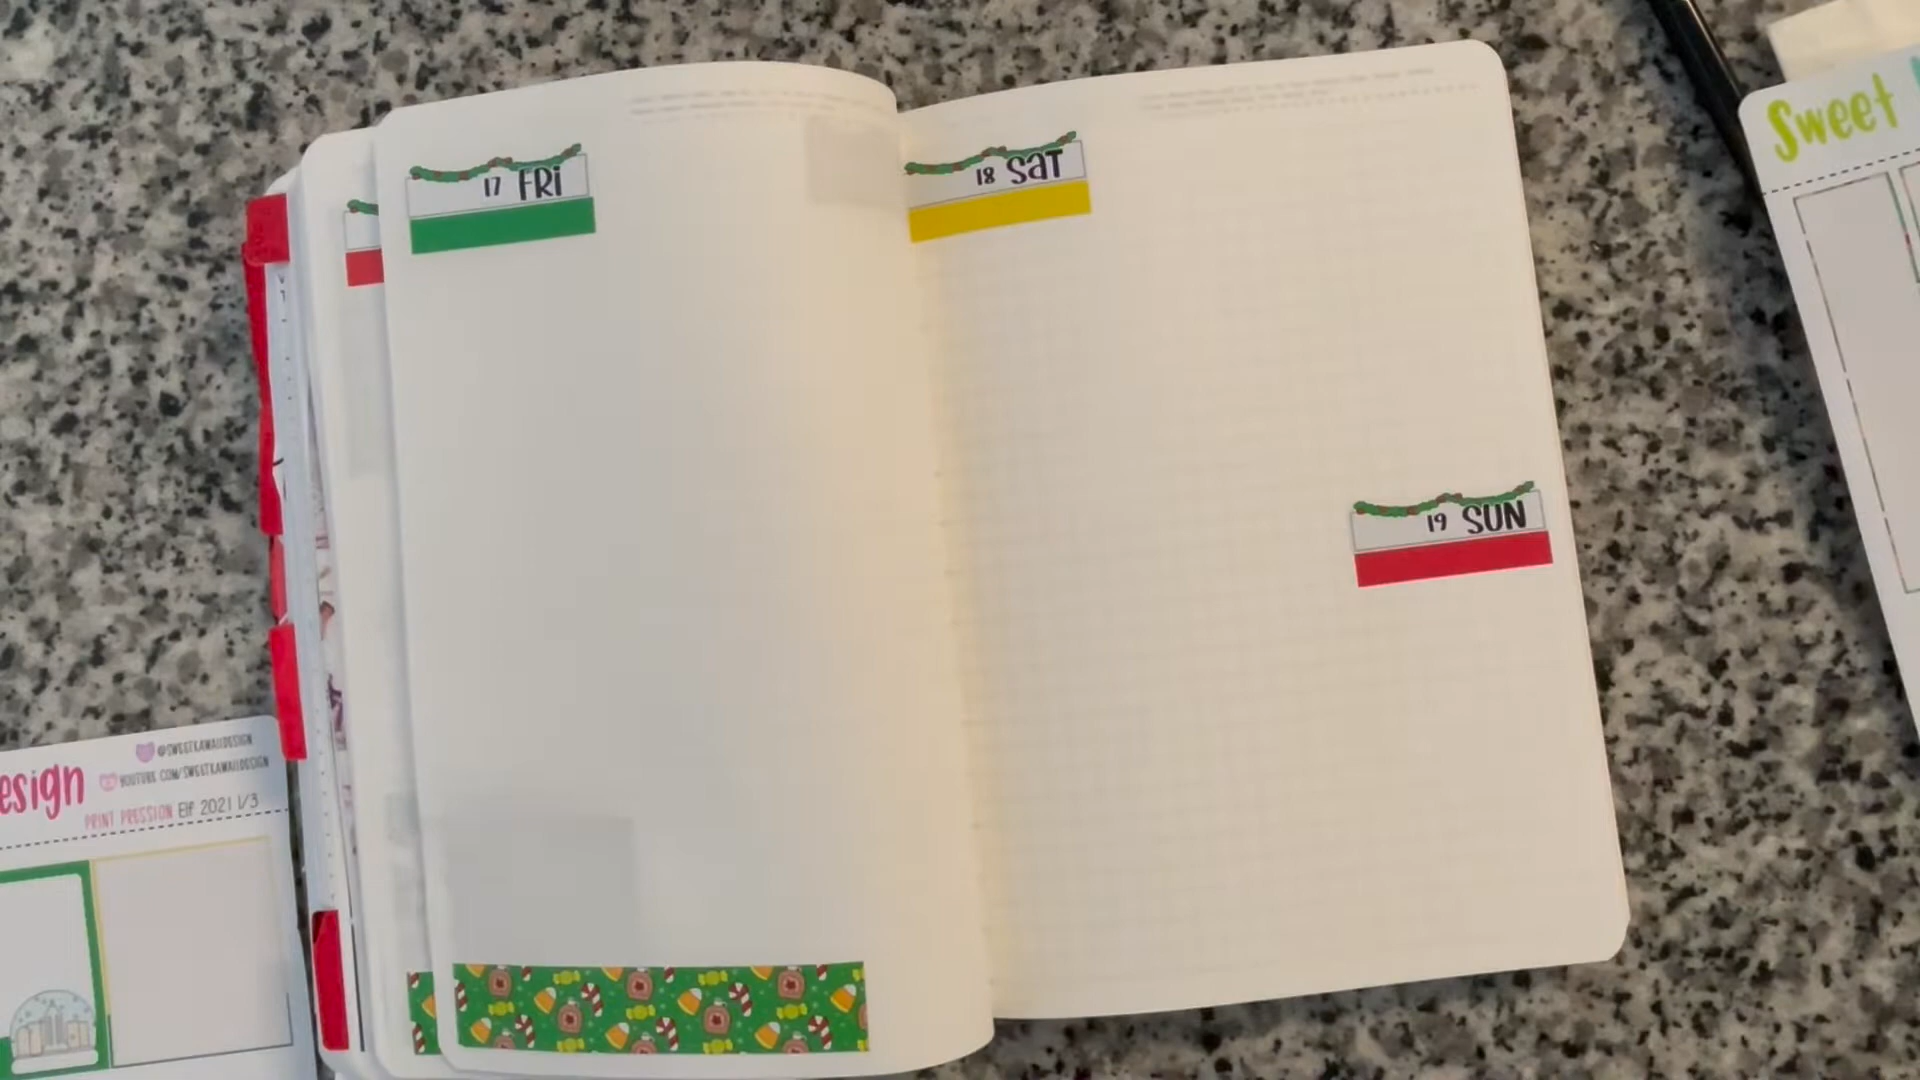 17 FRi
18 SaT
19 SUN
Sweet
esign
@SWEETKAWAIIDESIGN
YOUTUBE.COM/SWEETKAWAIIDESIGN
PRINT PRESSION Elf 2021 1/3